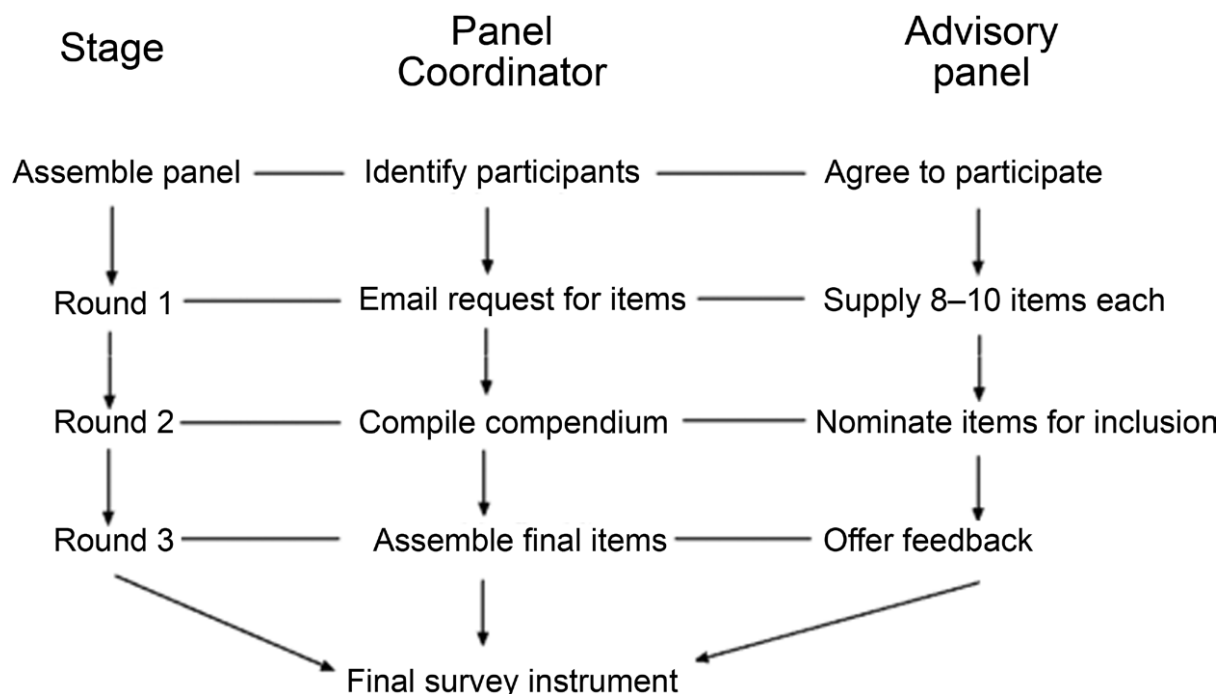 Stage
Panel
Coordinator
Advisory
panel
Assemble panel
Identify participants
Agree to participate
Round 1
Email request for items
Supply 8–10 items each
Round 2
Compile compendium
Nominate items for inclusion
Round 3
Assemble final items
Offer feedback
Final survey instrument